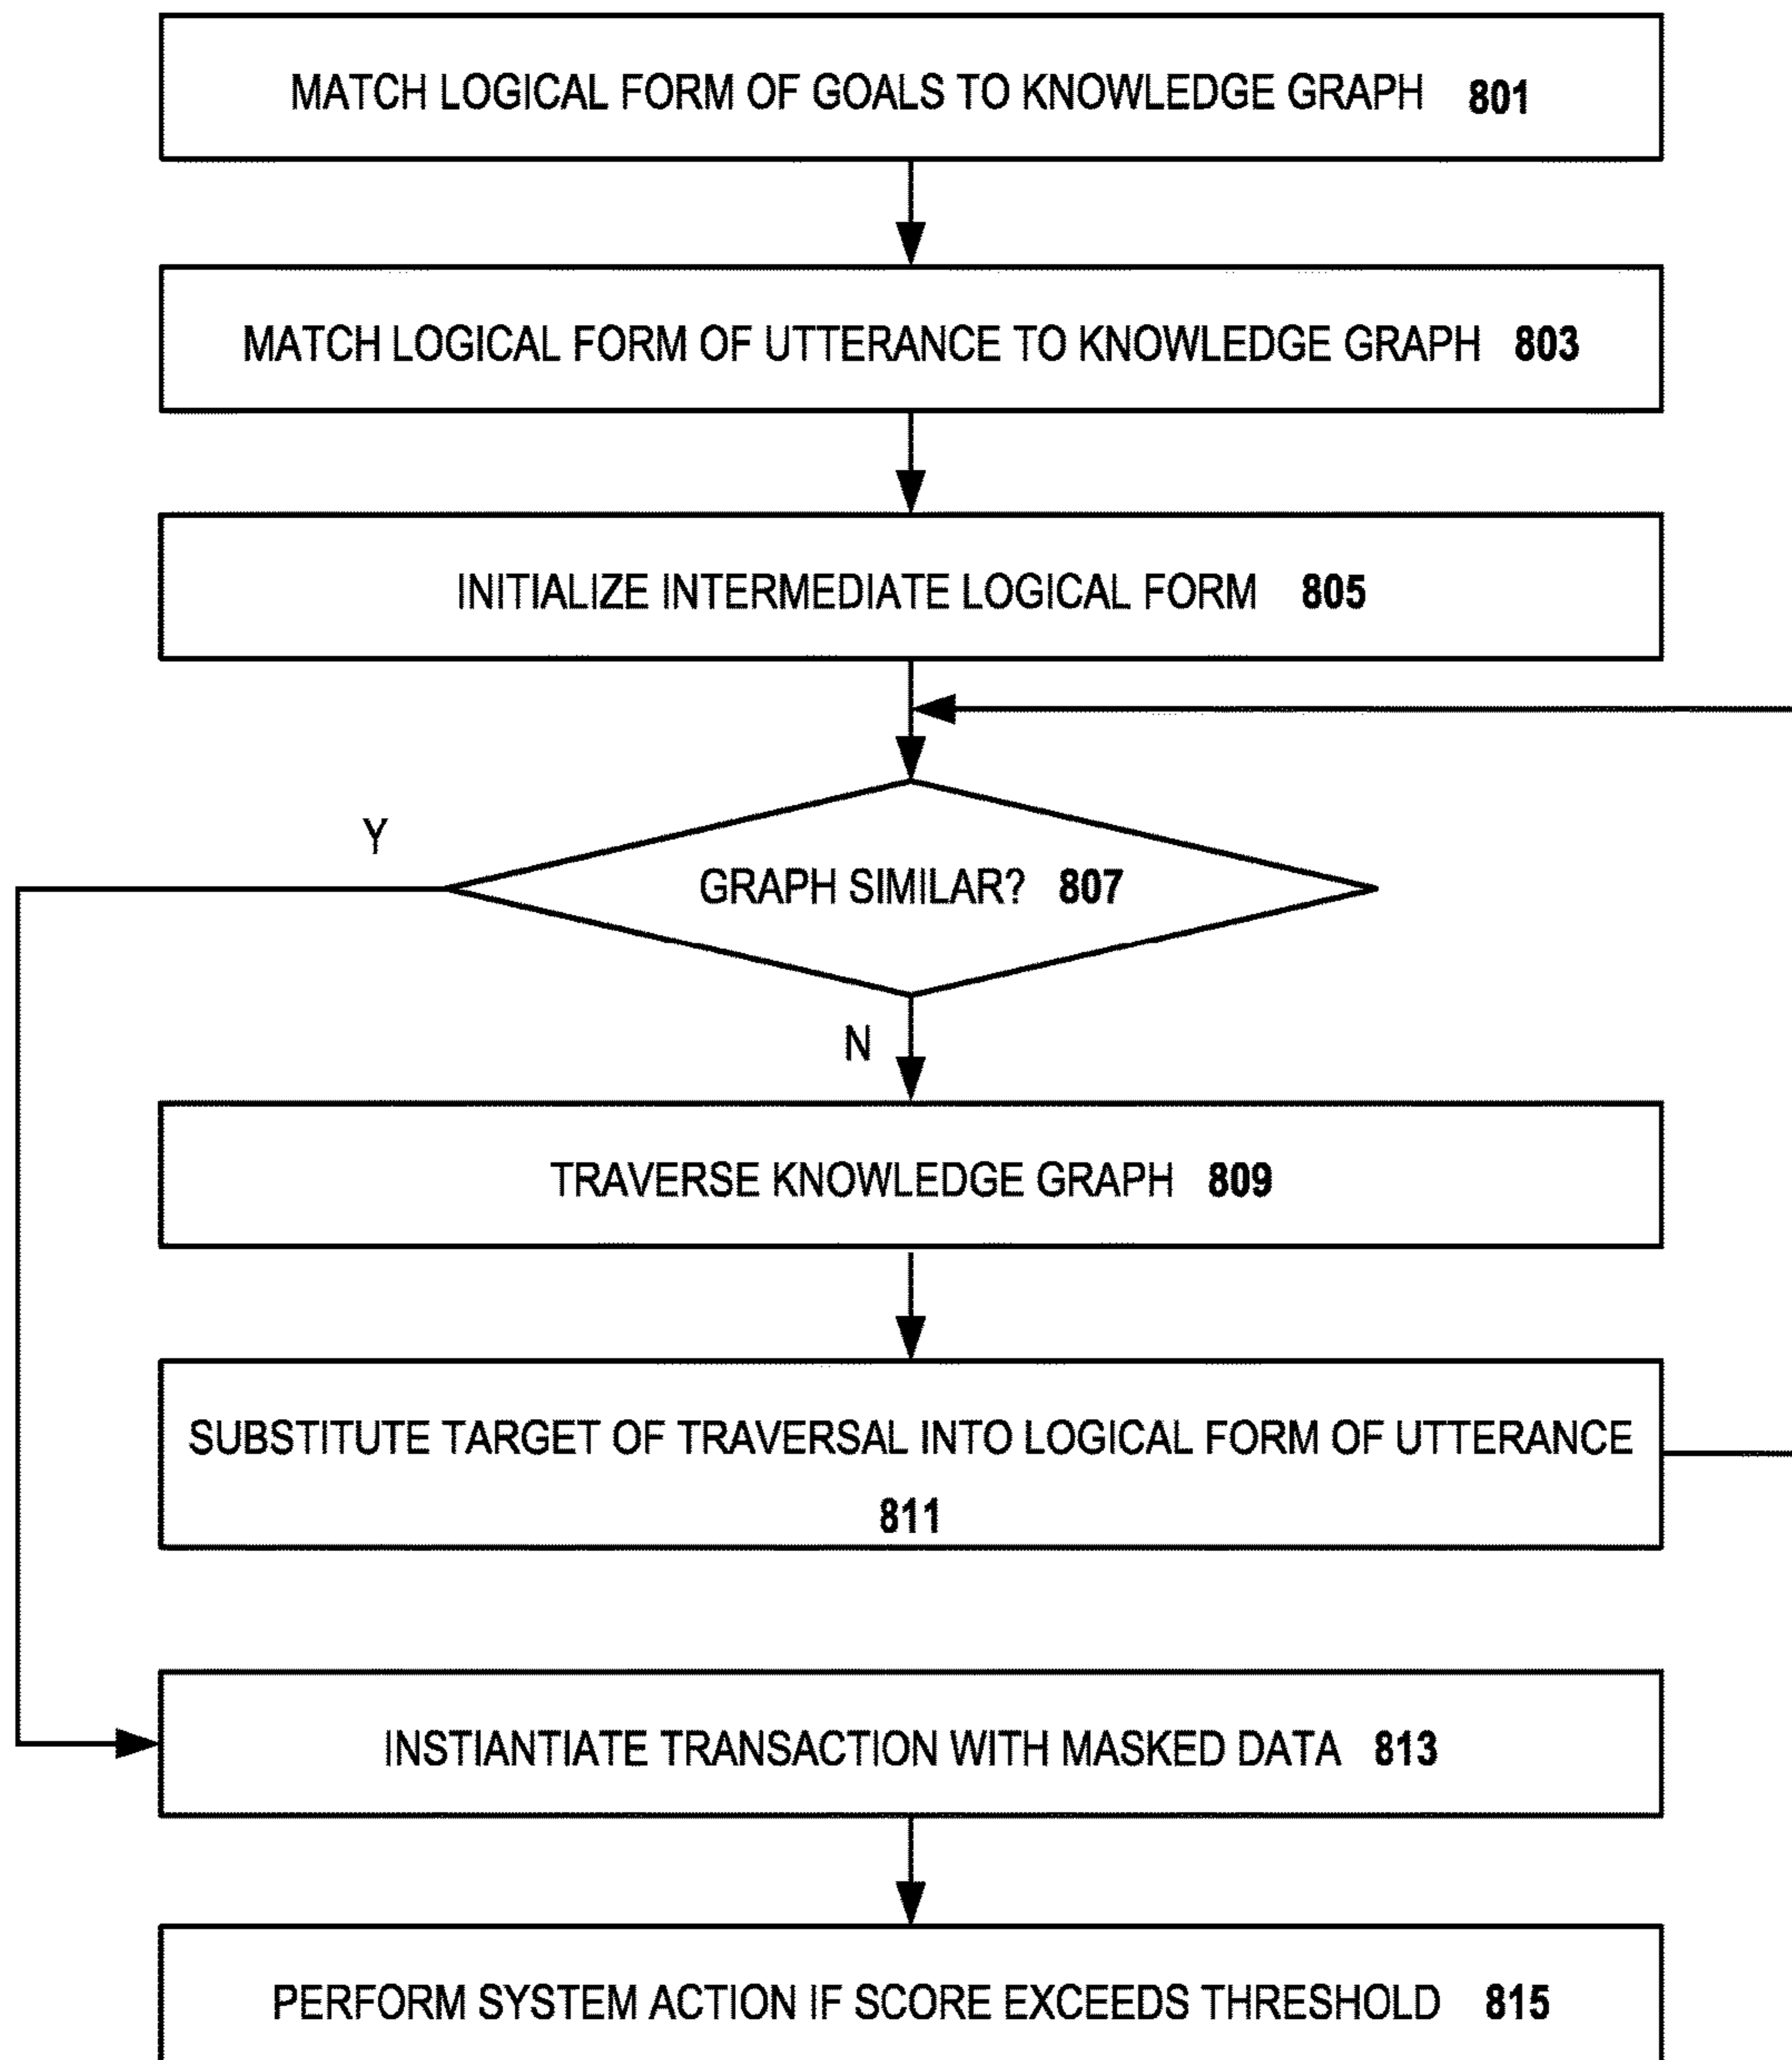 MATCH LOGICAL FORM OF GOALS TO KNOWLEDGE GRAPH 801
MATCH LOGICAL FORM OF UTTERANCE TO KNOWLEDGE GRAPH 803
INITIALIZE INTERMEDIATE LOGICAL FORM 805
Y
GRAPH SIMILAR? 807
N
TRAVERSE KNOWLEDGE GRAPH 809
SUBSTITUTE TARGET OF TRAVERSAL INTO LOGICAL FORM OF UTTERANCE
811
INSTIANTIATE TRANSACTION WITH MASKED DATA 813
PERFORM SYSTEM ACTION IF SCORE EXCEEDS THRESHOLD 815